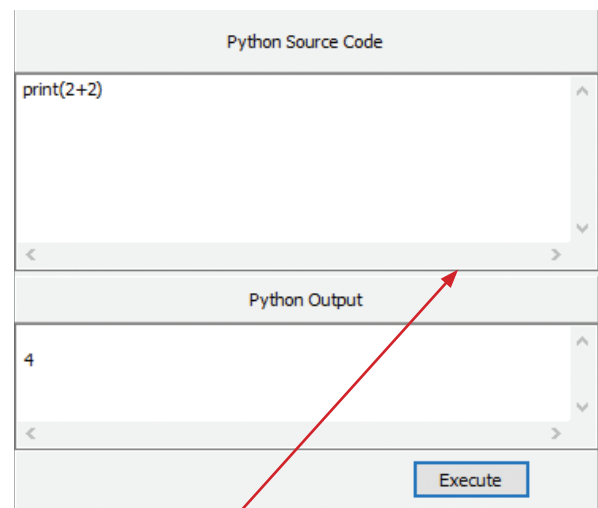 Python Source Code
print(2+2)
Python Output
4
Execute